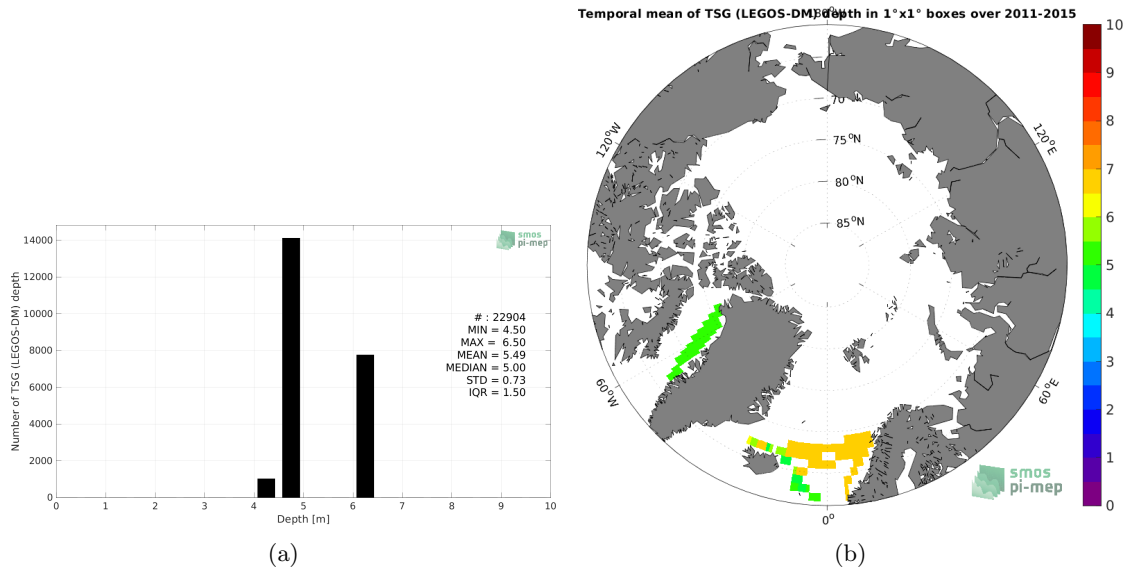 14000
12000
10000
8000
6000
4000
2000
0
Number of TSG (LEGOS-DM) depth
smos
pi-mep
# : 22904
MIN = 4.50
MAX = 6.50
MEAN = 5.49
MEDIAN = 5.00
STD = 0.73
IQR = 1.50
0 1 2 3 4 5 6 7 8 9 10
Depth [m]
(a)
Temporal mean of TSG (LEGOS-DM) depth in 1°x1° boxes over 2011-2015
120°W
120°E
75°N
80°N
85°N
60°W
60°E
0°
smos
pi-mep
10
9
8
7
6
5
4
3
2
1
0
(b)